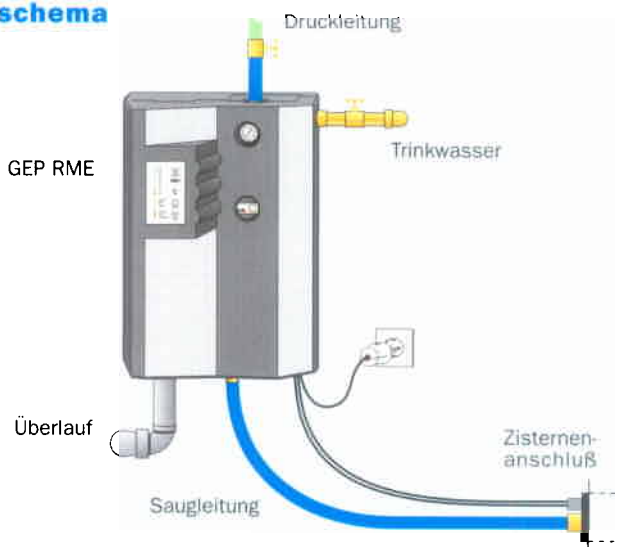 schema
Druckleitung
Trinkwasser
GEP RME
Überlauf
Zisternen-
anschluß
Saugleitung